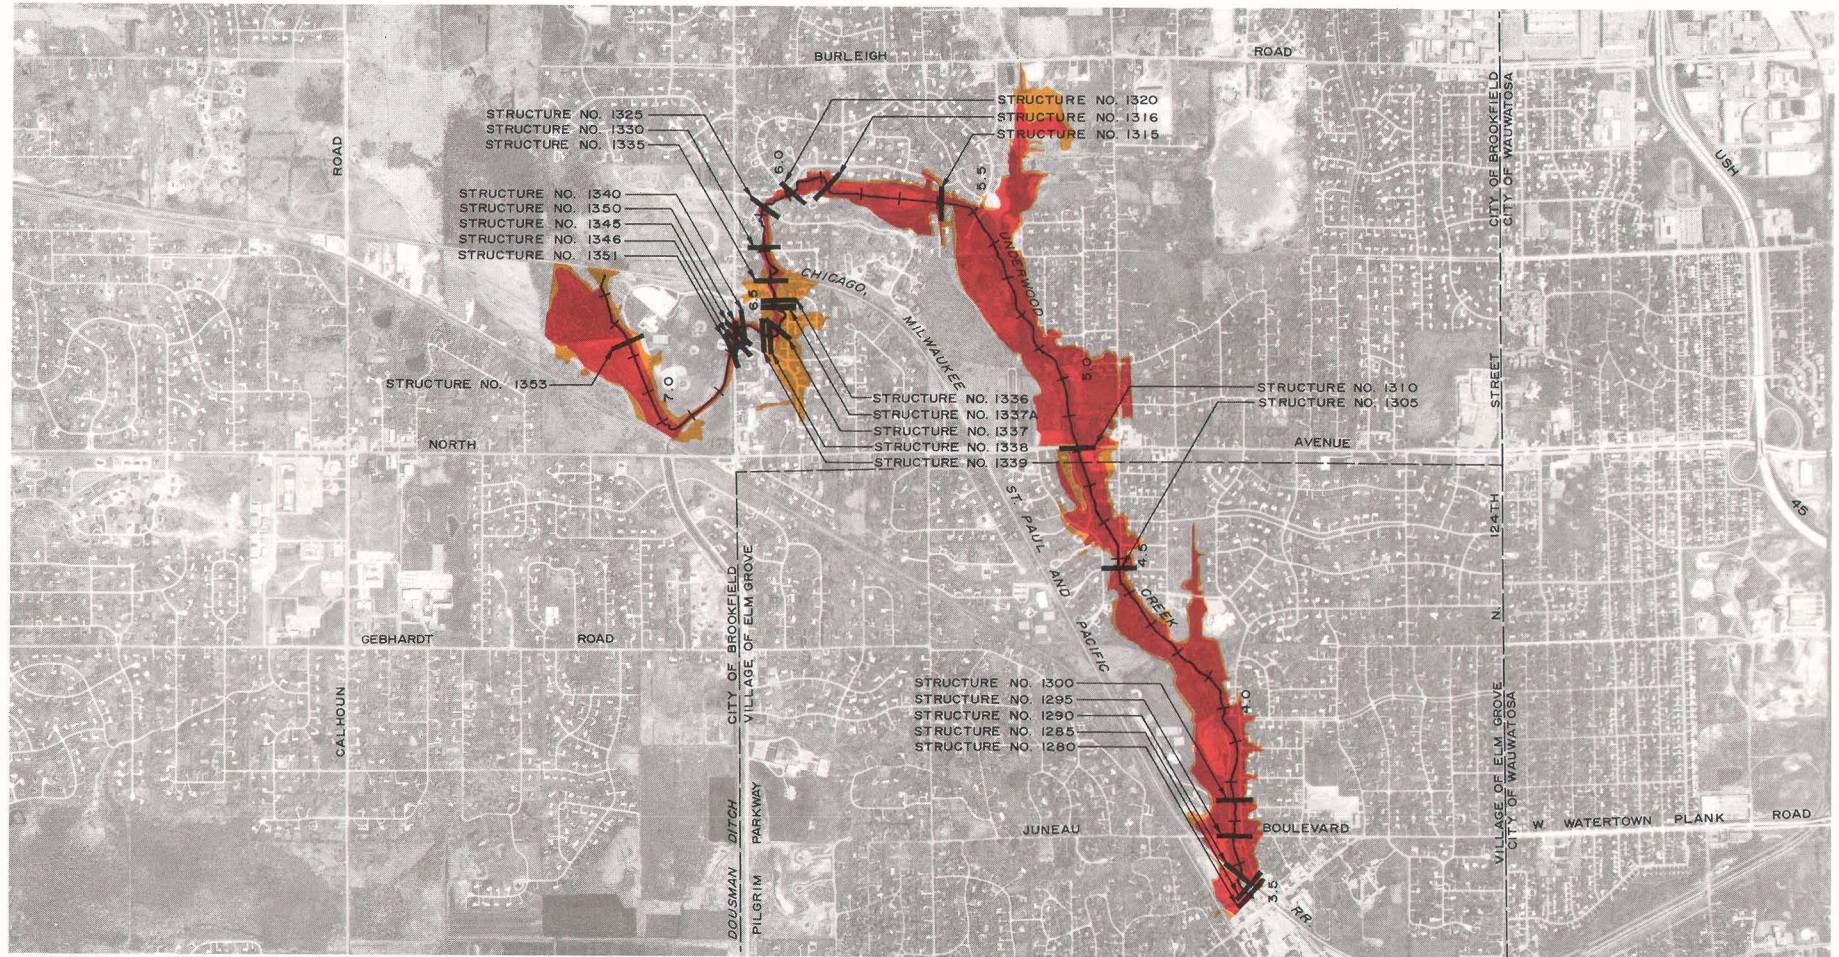 BURLEIGH ROAD
STRUCTURE NO. 1320
STRUCTURE NO. 1316
STRUCTURE NO. 1315
STRUCTURE NO. 1325
STRUCTURE NO. 1330
STRUCTURE NO. 1335
ROAD
6.0
5.5
CITY OF BROOKFIELD
CITY OF WAUWATOSA
USH
STRUCTURE NO. 1340
STRUCTURE NO. 1350
STRUCTURE NO. 1345
STRUCTURE NO. 1346
STRUCTURE NO. 1351
UNDERWOOD
CHICAGO,
6.5
MILWAUKEE
STRUCTURE NO. 1353
7.0
5.0
STRUCTURE NO. 1310
STRUCTURE NO. 1305
STREET
STRUCTURE NO. 1336
STRUCTURE NO. 1337A
STRUCTURE NO. 1337
STRUCTURE NO. 1338
STRUCTURE NO. 1339
NORTH
AVENUE
ST. PAUL
AND
PACIFIC
124TH
45
4.5
CITY OF BROOKFIELD
VILLAGE OF ELM GROVE
CREEK
N.
GEBHARDT ROAD
CALHOUN
STRUCTURE NO. 1300
STRUCTURE NO. 1295
STRUCTURE NO. 1290
STRUCTURE NO. 1285
STRUCTURE NO. 1280
4.0
VILLAGE OF ELM GROVE
CITY OF WAUWATOSA
DOUSMAN DITCH
PILGRIM PARKWAY
JUNEAU BOULEVARD
W WATERTOWN PLANK ROAD
3.5
RR.